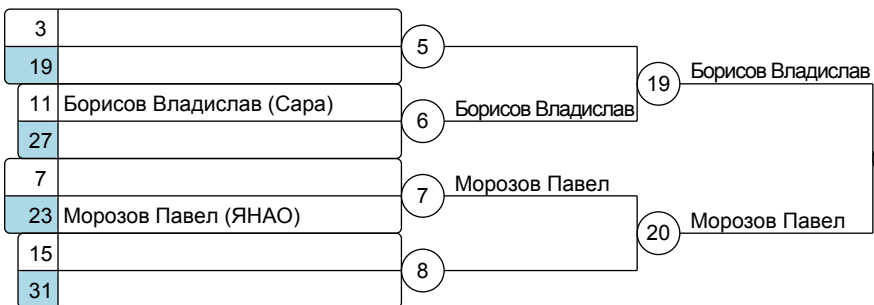 3
5
19
19 Борисов Владислав
11 Борисов Владислав (Сара)
6 Борисов Владислав
27
7
7 Морозов Павел
23 Морозов Павел (ЯНАО)
20 Морозов Павел
15
8
31